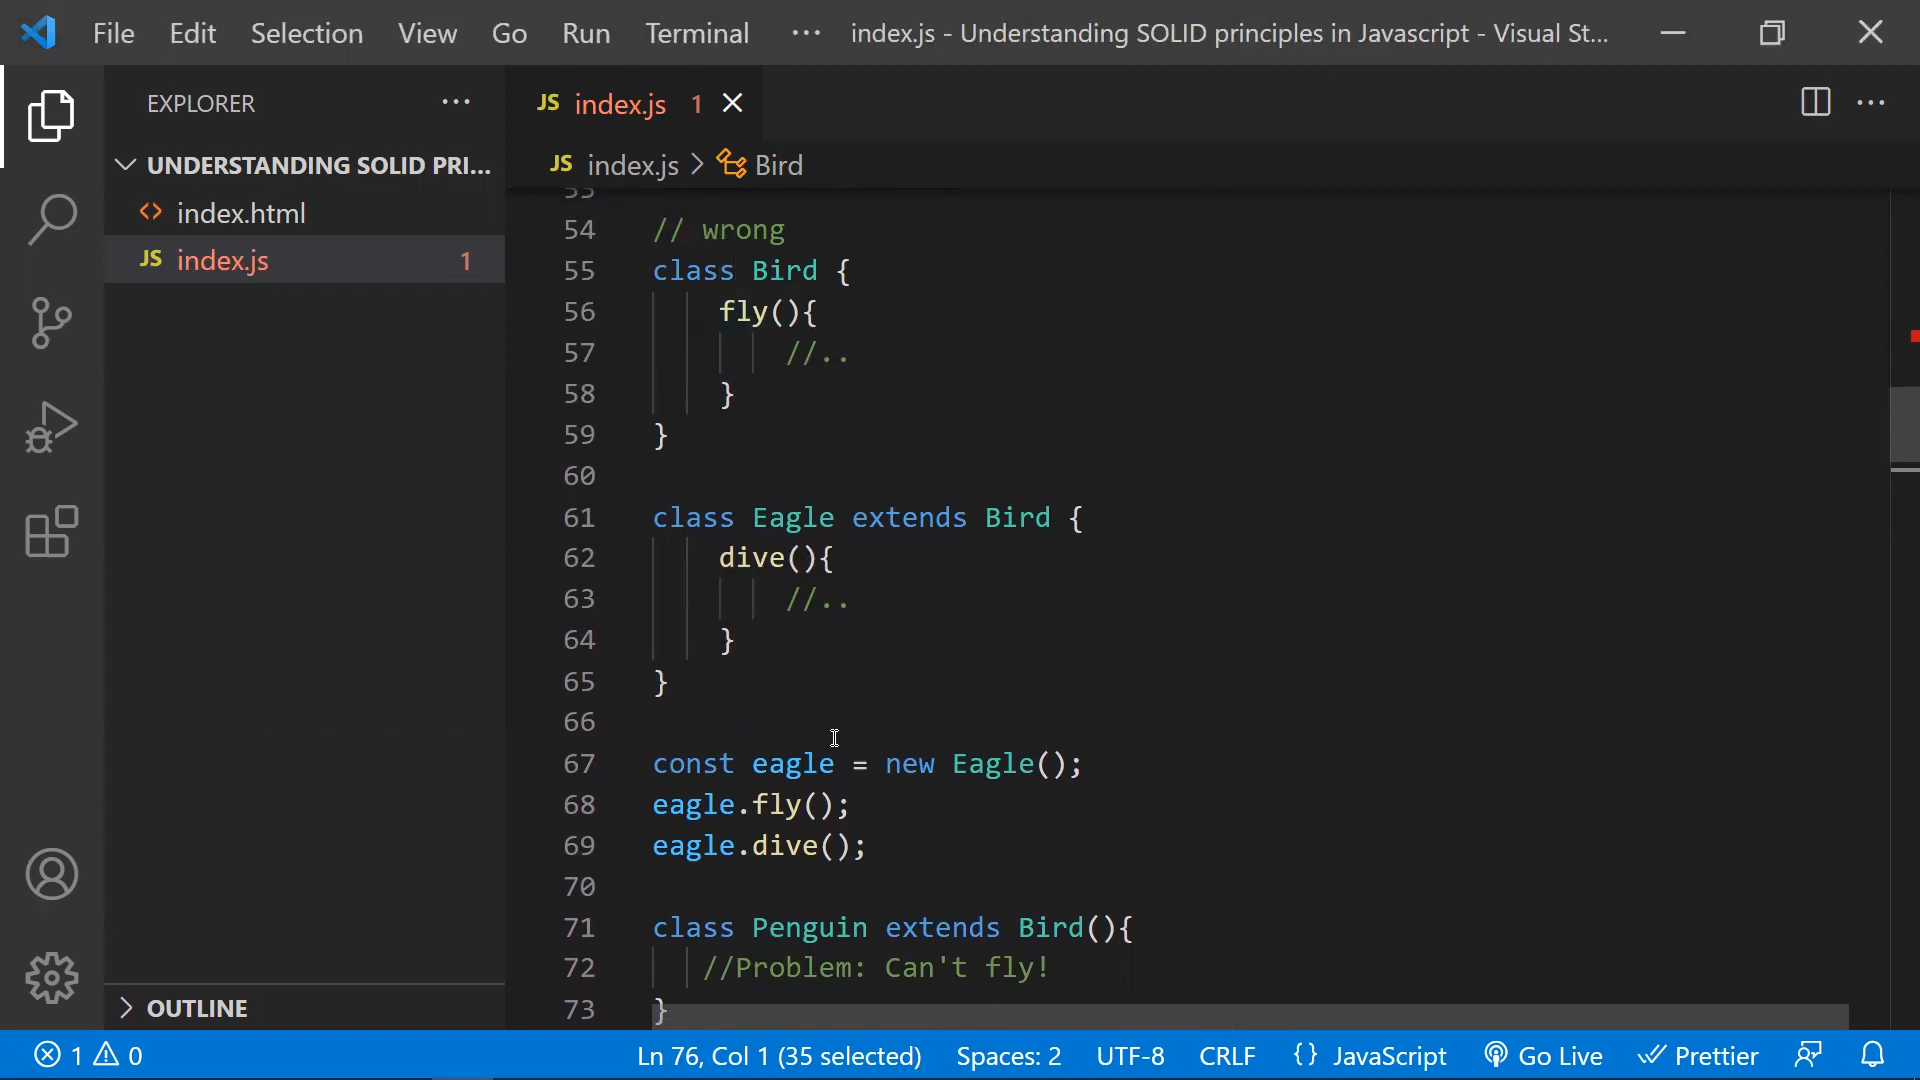 File Edit Selection View Go Run Terminal ··· index.js - Understanding SOLID principles in Javascript - Visual St...
EXPLORER ···
JS index.js 1
UNDERSTANDING SOLID PRI...
JS index.js > Bird
<> index.html
JS index.js 1
53
54 // wrong
55 class Bird {
56 fly(){
57 //..
58 }
59 }
60
61 class Eagle extends Bird {
62 dive(){
63 //..
64 }
65 }
66
67 const eagle = new Eagle();
68 eagle.fly();
69 eagle.dive();
70
71 class Penguin extends Bird(){
72 //Problem: Can't fly!
73 }
OUTLINE
1 0 Ln 76, Col 1 (35 selected) Spaces: 2 UTF-8 CRLF {} JavaScript Go Live Prettier